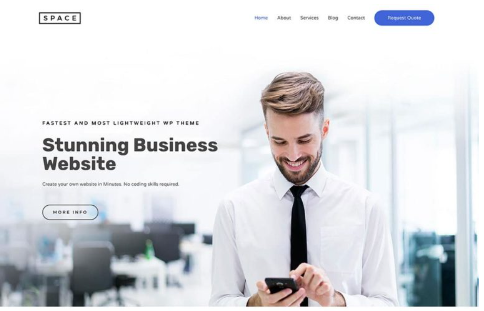 SPACE
Home About Services Blog Contact Request Quote
FASTEST AND MOST LIGHTWEIGHT WP THEME
Stunning Business
Website
Create your own website in Minutes. No coding skills required.
MORE INFO